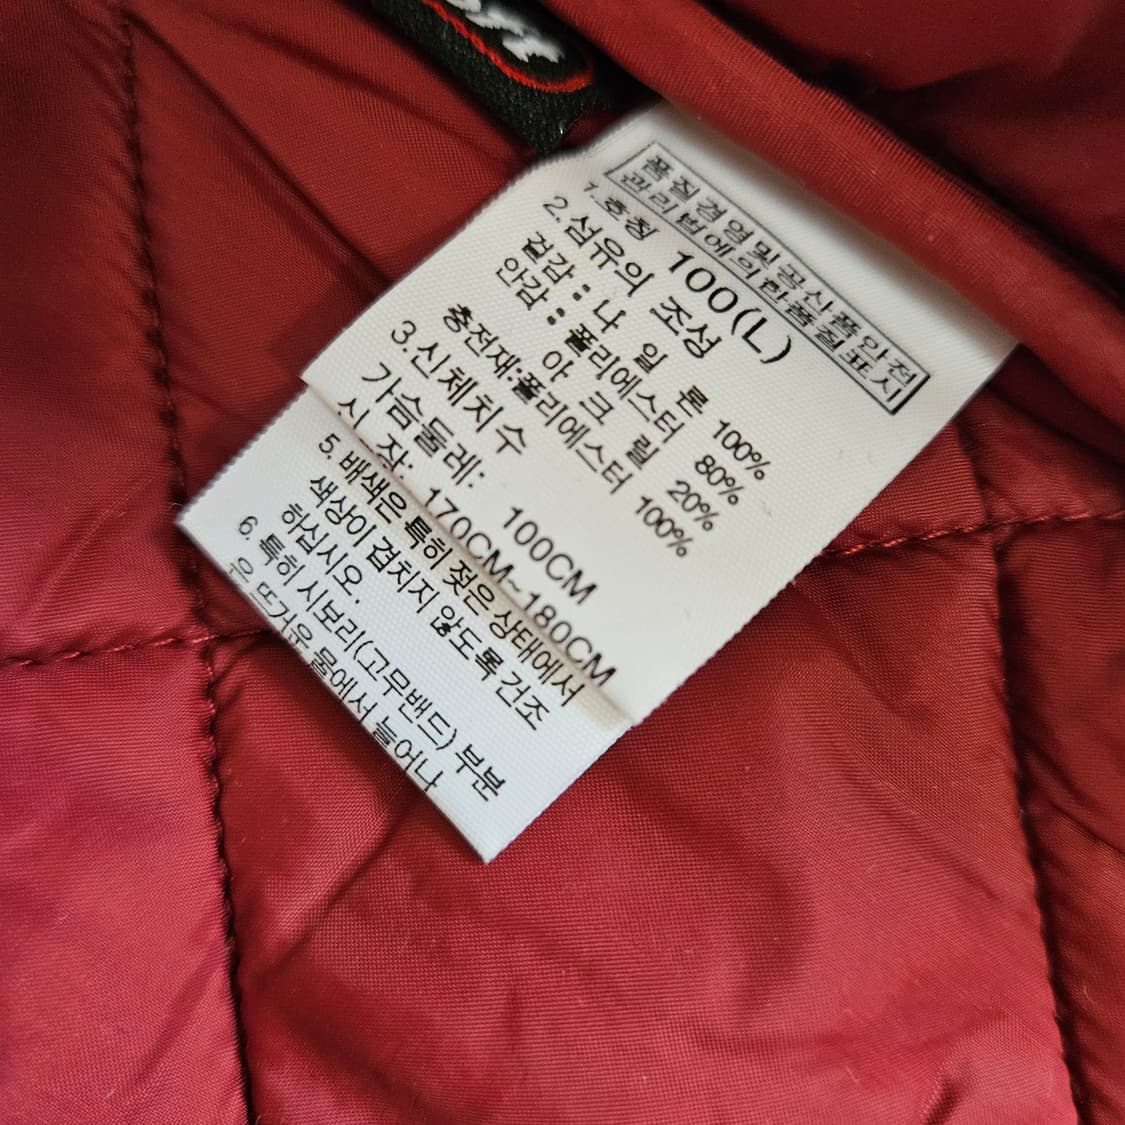 품질경영및공산품안전
관리법에의한품질표시
1.호칭 100(L)
2.섬유의 조성
겉감:나 일 론 100%
안감:폴리에스터 80%
아 크 릴 20%
충전재:폴리에스터 100%
3.신체치수
가슴둘레: 100CM
신 장: 170CM~180CM
5.배색은 특히 젖은 상태에서
색상이 겹치지 않도록 건조
하십시오.
6.특히 시보리(고무밴드) 부분
은 뜨거운 물에서 늘어나